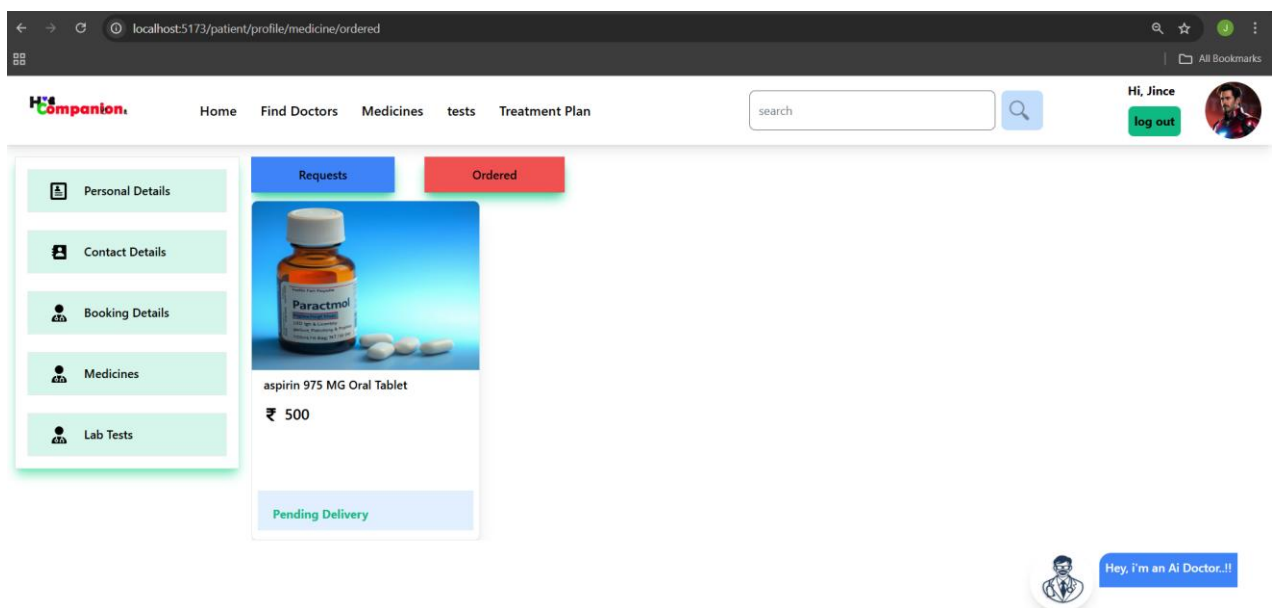 localhost:5173/patient/profile/medicine/ordered
J
All Bookmarks
Companion.
Home Find Doctors Medicines tests Treatment Plan
search
Hi, Jince
log out
Personal Details
Contact Details
Booking Details
Medicines
Lab Tests
Requests Ordered
Paractmol
aspirin 975 MG Oral Tablet
₹ 500
Pending Delivery
Hey, i'm an Ai Doctor..!!